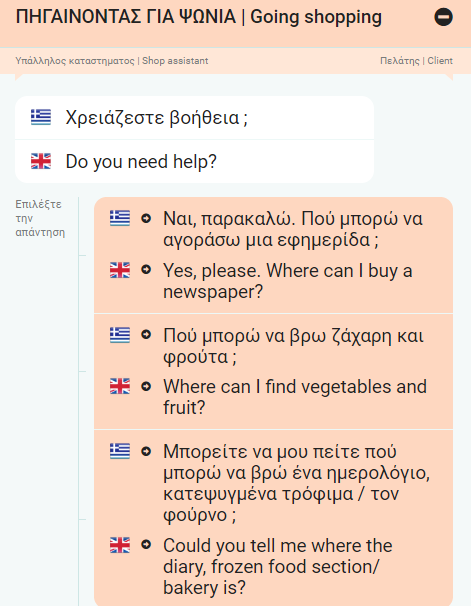 ΠΗΓΑΙΝΟΝΤΑΣ ΓΙΑ ΨΩΝΙΑ | Going shopping
Υπάλληλος καταστηματος | Shop assistant
Πελάτης | Client
Χρειάζεστε βοήθεια ;
Do you need help?
Επιλέξτε
την
απάντηση
Ναι, παρακαλώ. Πού μπορώ να
αγοράσω μια εφημερίδα ;
Yes, please. Where can I buy a
newspaper?
Πού μπορώ να βρω ζάχαρη και
φρούτα ;
Where can I find vegetables and
fruit?
Μπορείτε να μου πείτε πού
μπορώ να βρώ ένα ημερολόγιο,
κατεψυγμένα τρόφιμα / τον
φούρνο ;
Could you tell me where the
diary, frozen food section/
bakery is?